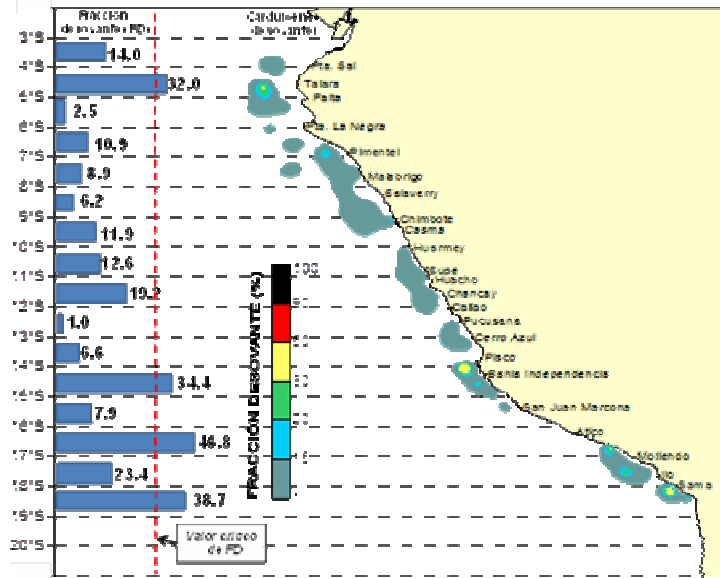 Fracción
desovante (FD)
Cardúmenes
desovantes
3°S
4°S
5°S
6°S
7°S
8°S
9°S
10°S
11°S
12°S
13°S
14°S
15°S
16°S
17°S
18°S
19°S
20°S
14.0
32.0
2.5
10.9
8.9
6.2
11.9
12.6
19.2
1.0
6.6
34.4
7.9
46.8
23.4
38.7
Valor crítico
de FD
FRACCIÓN DESOVANTE (%)
100
Pta. Sal
Talara
Paita
Pta. La Negra
Pimentel
Malabrigo
Salaverry
Chimbote
Casma
Huarmey
Supe
Huacho
Chancay
Callao
Pucusana
Cerro Azul
Pisco
Bahía Independencia
San Juan Marcona
Atico
Mollendo
Ilo
Sama